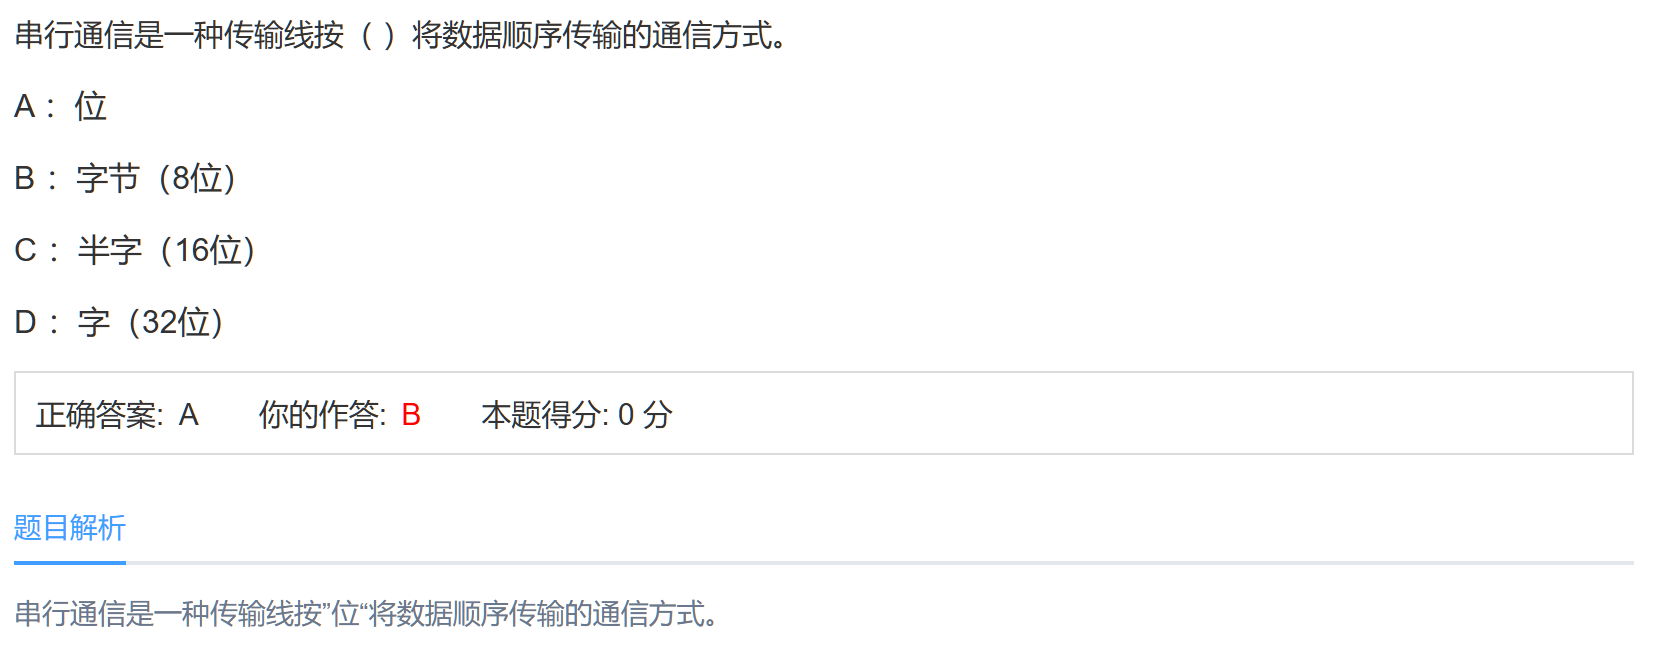 串行通信是一种传输线按（ ）将数据顺序传输的通信方式。
A： 位
B： 字节（8位）
C： 半字（16位）
D： 字（32位）
正确答案: A 你的作答: B 本题得分: 0 分
题目解析
串行通信是一种传输线按”位“将数据顺序传输的通信方式。